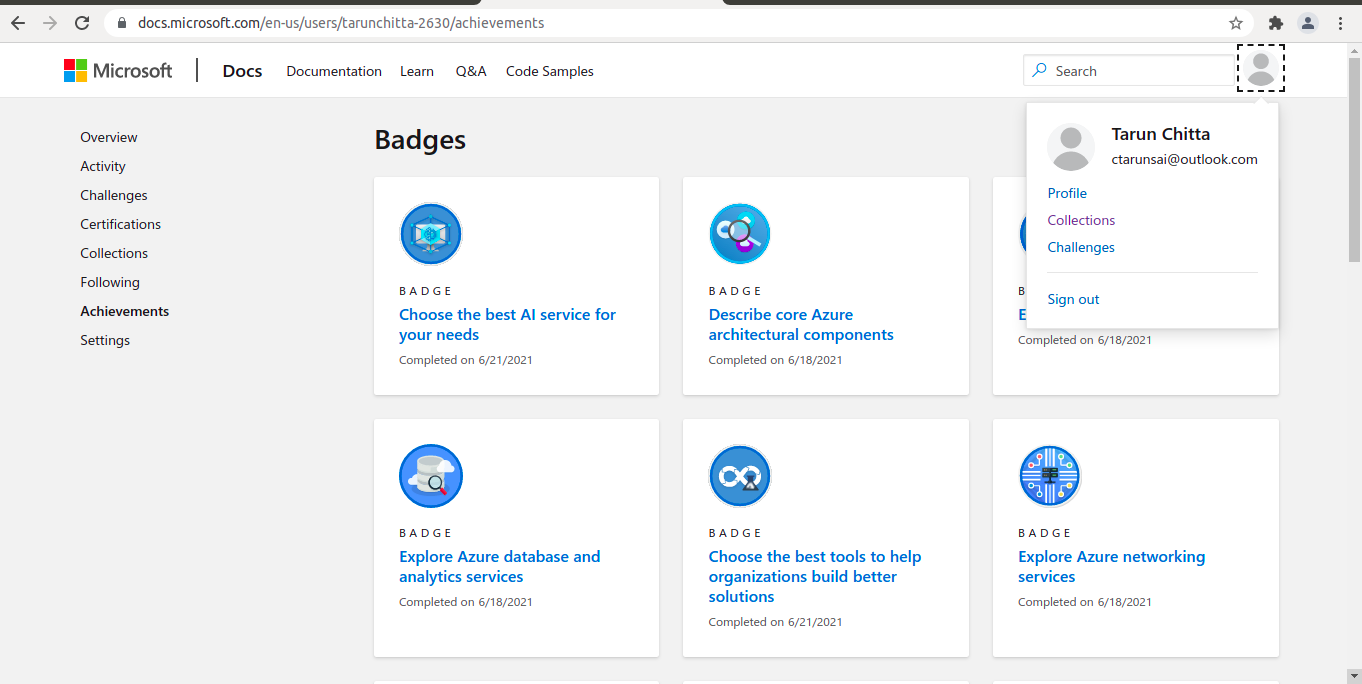 docs.microsoft.com/en-us/users/tarunchitta-2630/achievements
Microsoft
Docs
Documentation
Learn
Q&A
Code Samples
Search
Tarun Chitta
ctarunsai@outlook.com
Profile
Collections
Challenges
Sign out
Overview
Activity
Challenges
Certifications
Collections
Following
Achievements
Settings
Badges
BADGE
Choose the best AI service for
your needs
Completed on 6/21/2021
BADGE
Describe core Azure
architectural components
Completed on 6/18/2021
Completed on 6/18/2021
BADGE
Explore Azure database and
analytics services
Completed on 6/18/2021
BADGE
Choose the best tools to help
organizations build better
solutions
Completed on 6/21/2021
BADGE
Explore Azure networking
services
Completed on 6/18/2021